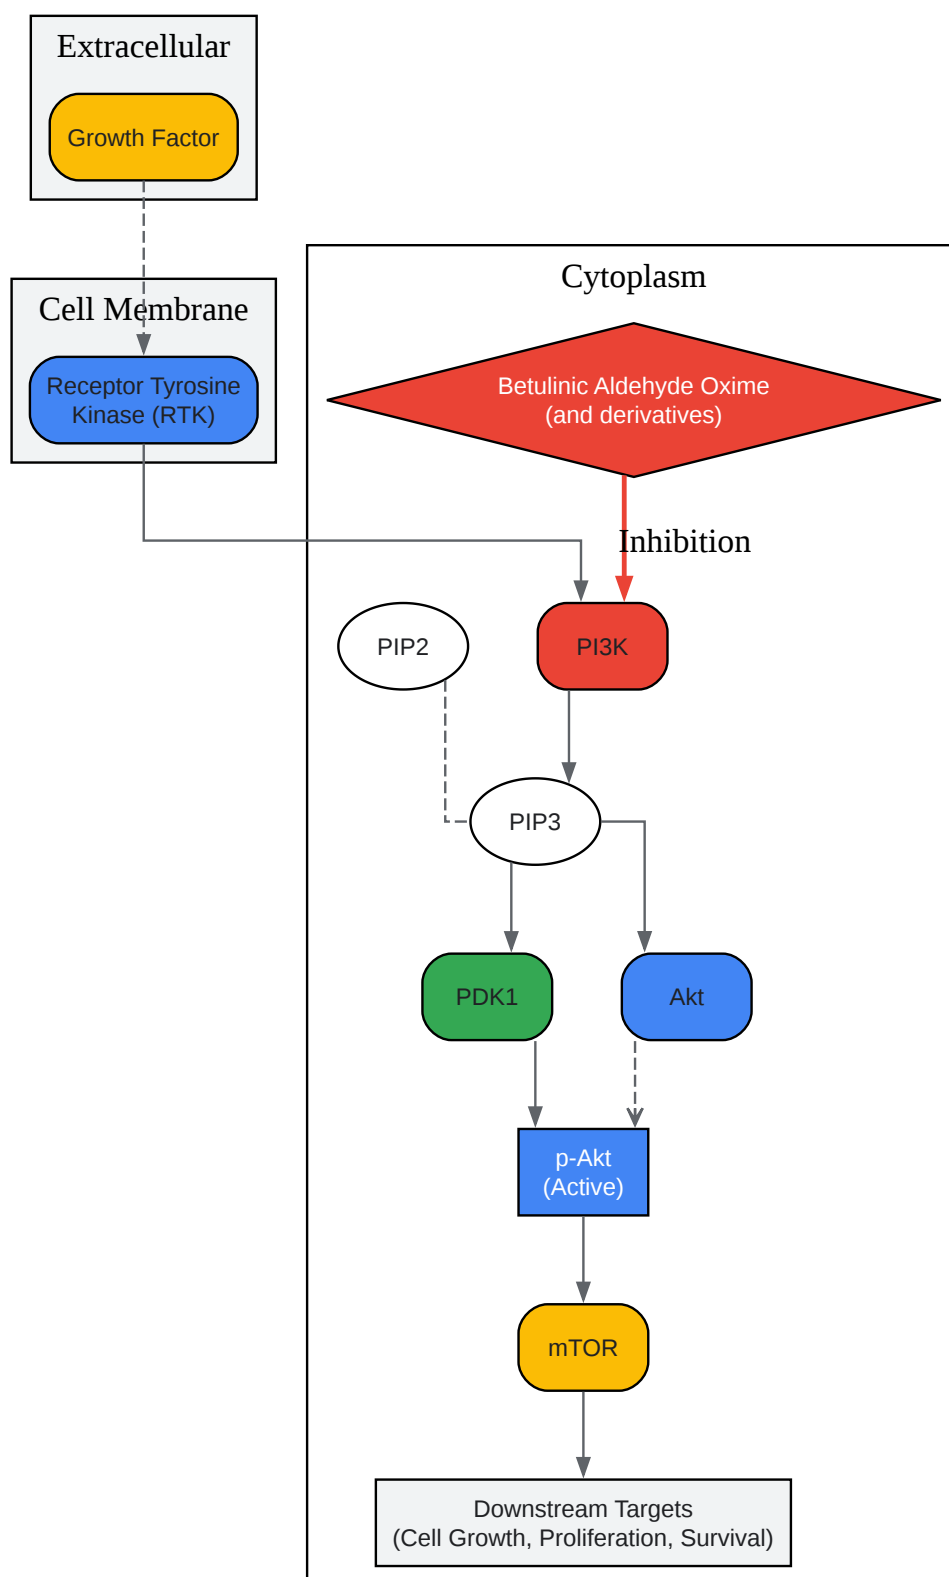 Extracellular
Growth Factor
Cell Membrane
Receptor Tyrosine
Kinase (RTK)
Cytoplasm
Betulinic Aldehyde Oxime
(and derivatives)
Inhibition
PIP2
PI3K
PIP3
PDK1
Akt
p-Akt
(Active)
mTOR
Downstream Targets
(Cell Growth, Proliferation, Survival)